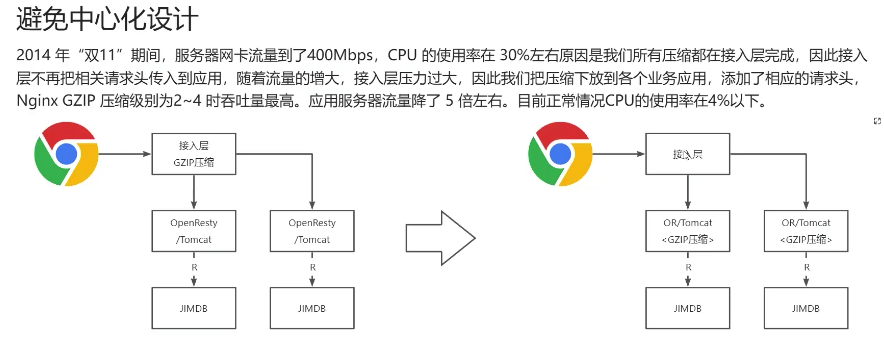 避免中心化设计
2014 年“双11”期间，服务器网卡流量到了400Mbps，CPU 的使用率在 30%左右原因是我们所有压缩都在接入层完成，因此接入
层不再把相关请求头传入到应用，随着流量的增大，接入层压力过大，因此我们把压缩下放到各个业务应用，添加了相应的请求头，
Nginx GZIP 压缩级别为2~4 时吞吐量最高。应用服务器流量降了 5 倍左右。目前正常情况CPU的使用率在4%以下。
接入层
GZIP压缩
OpenResty
/Tomcat
OpenResty
/Tomcat
R
R
JIMDB
JIMDB
接入层
OR/Tomcat
<GZIP压缩>
OR/Tomcat
<GZIP压缩>
R
R
JIMDB
JIMDB